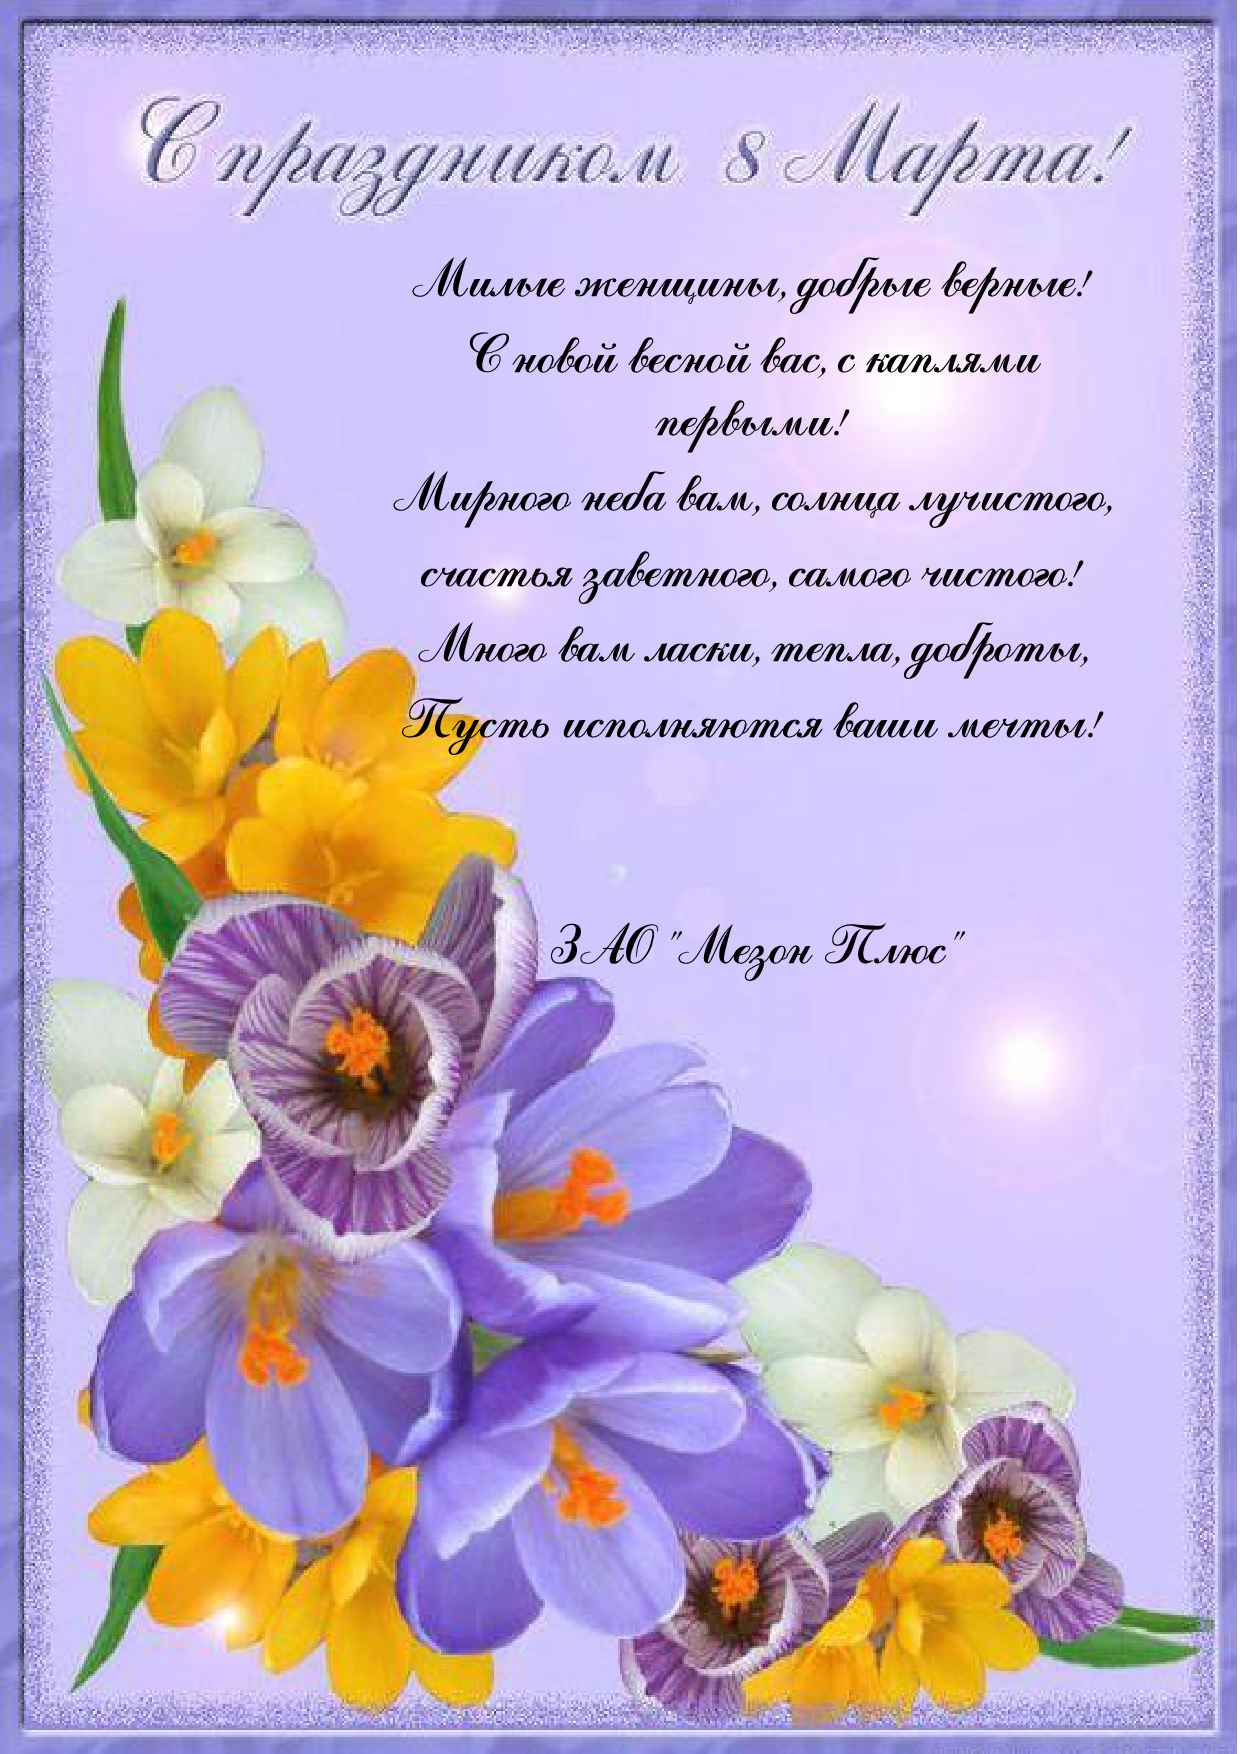 С праздником 8 Марта!
Милые женщины, добрые верные!
С новой весной вас, с каплями
первыми!
Мирного неба вам, солнца лучистого,
счастья заветного, самого чистого!
Много вам ласки, тепла, доброты,
Пусть исполняются ваши мечты!
ЗАО "Мезон Плюс"